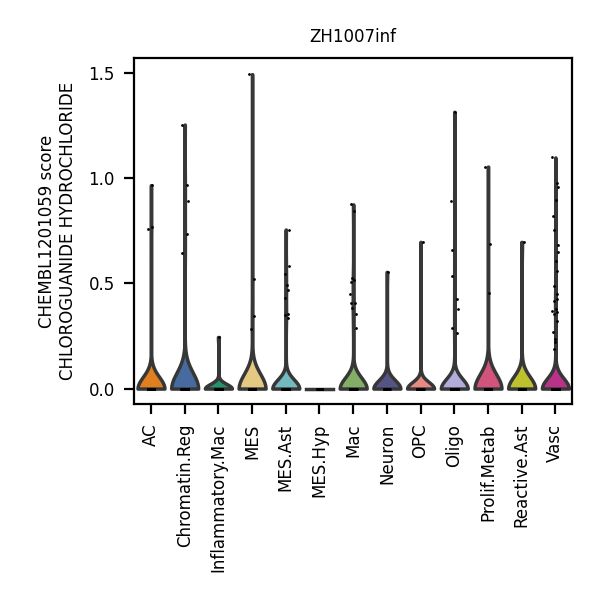 ZH1007inf
CHEMBL1201059 score
CHLOROGUANIDE HYDROCHLORIDE
1.5
1.0
0.5
0.0
AC
Chromatin.Reg
Inflammatory.Mac
MES
MES.Ast
MES.Hyp
Mac
Neuron
OPC
Oligo
Prolif.Metab
Reactive.Ast
Vasc